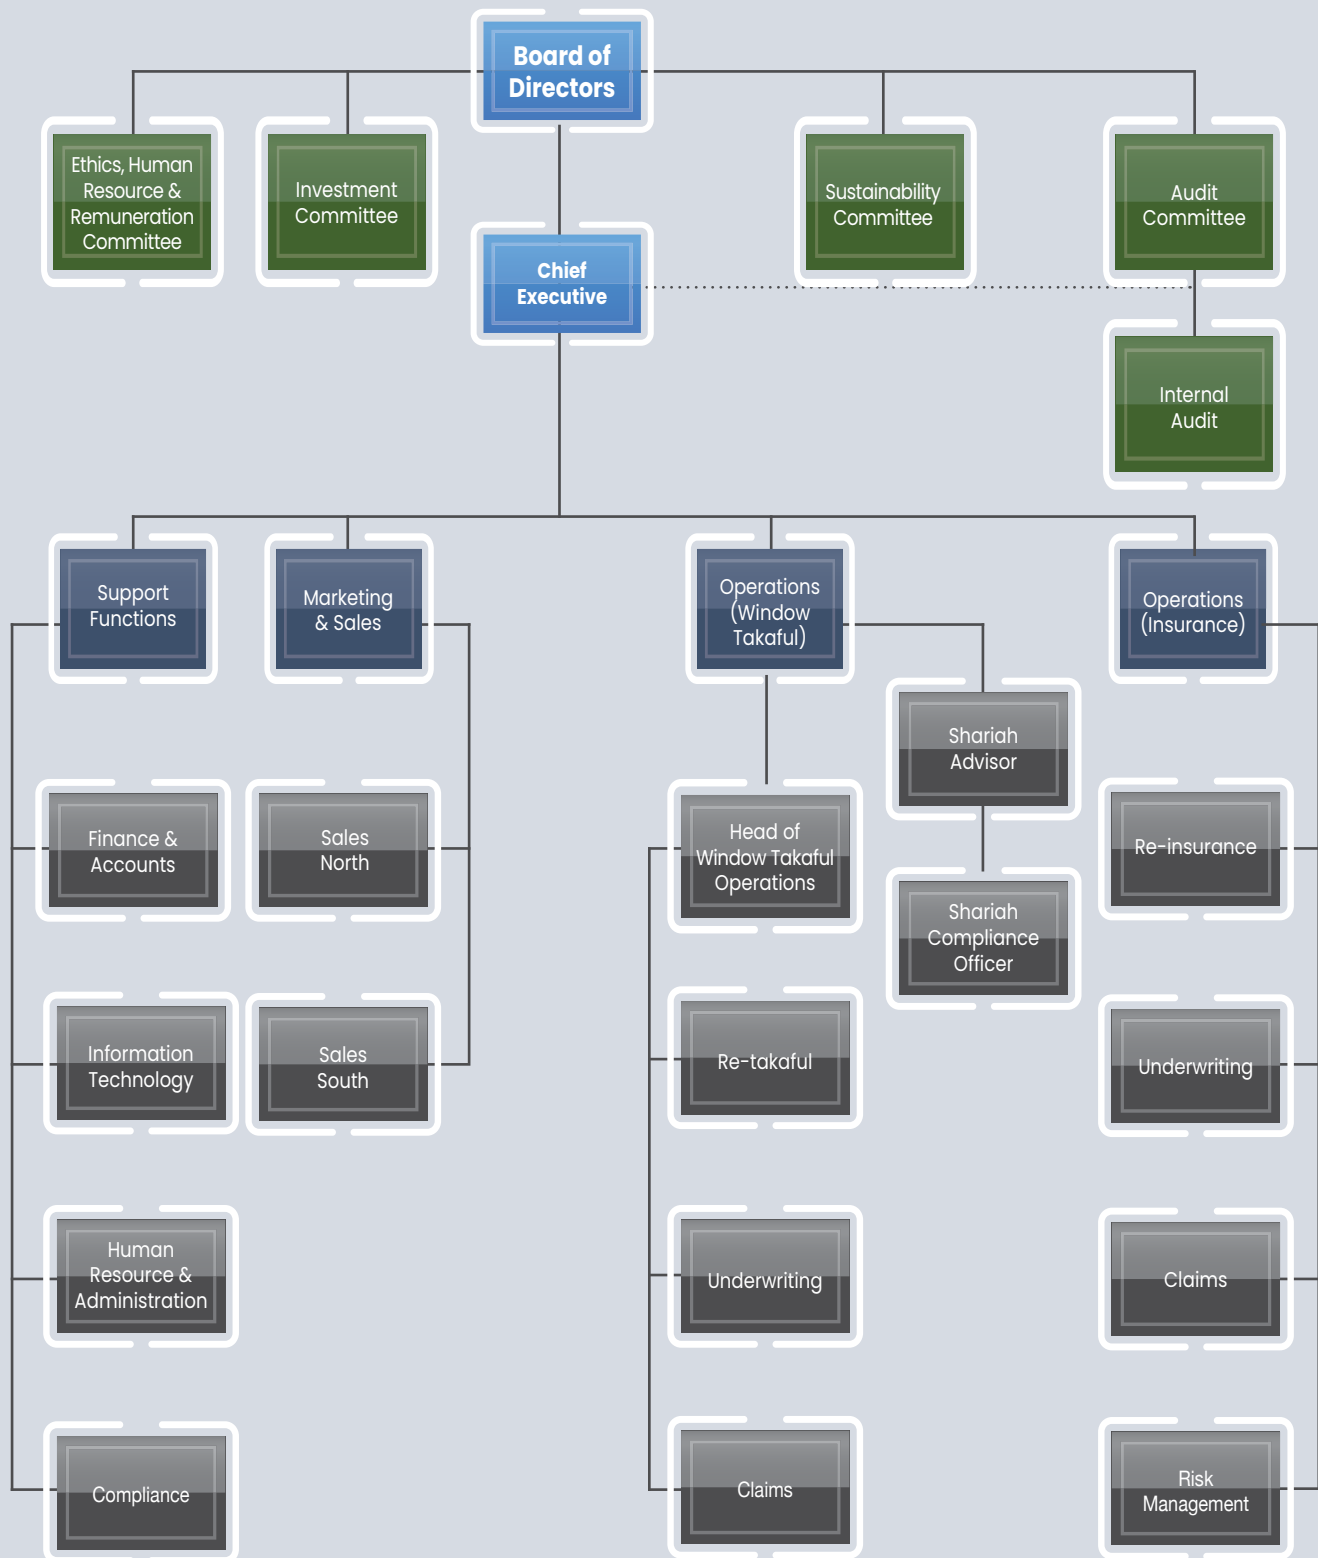 Board of
Directors
Ethics, Human
Resource &
Remuneration
Committee
Investment
Committee
Sustainability
Committee
Audit
Committee
Chief
Executive
Internal
Audit
Support
Functions
Marketing
& Sales
Operations
(Window
Takaful)
Operations
(Insurance)
Shariah
Advisor
Finance &
Accounts
Sales
North
Head of
Window Takaful
Operations
Re-insurance
Shariah
Compliance
Officer
Information
Technology
Sales
South
Re-takaful
Underwriting
Human
Resource &
Administration
Underwriting
Claims
Compliance
Claims
Risk
Management